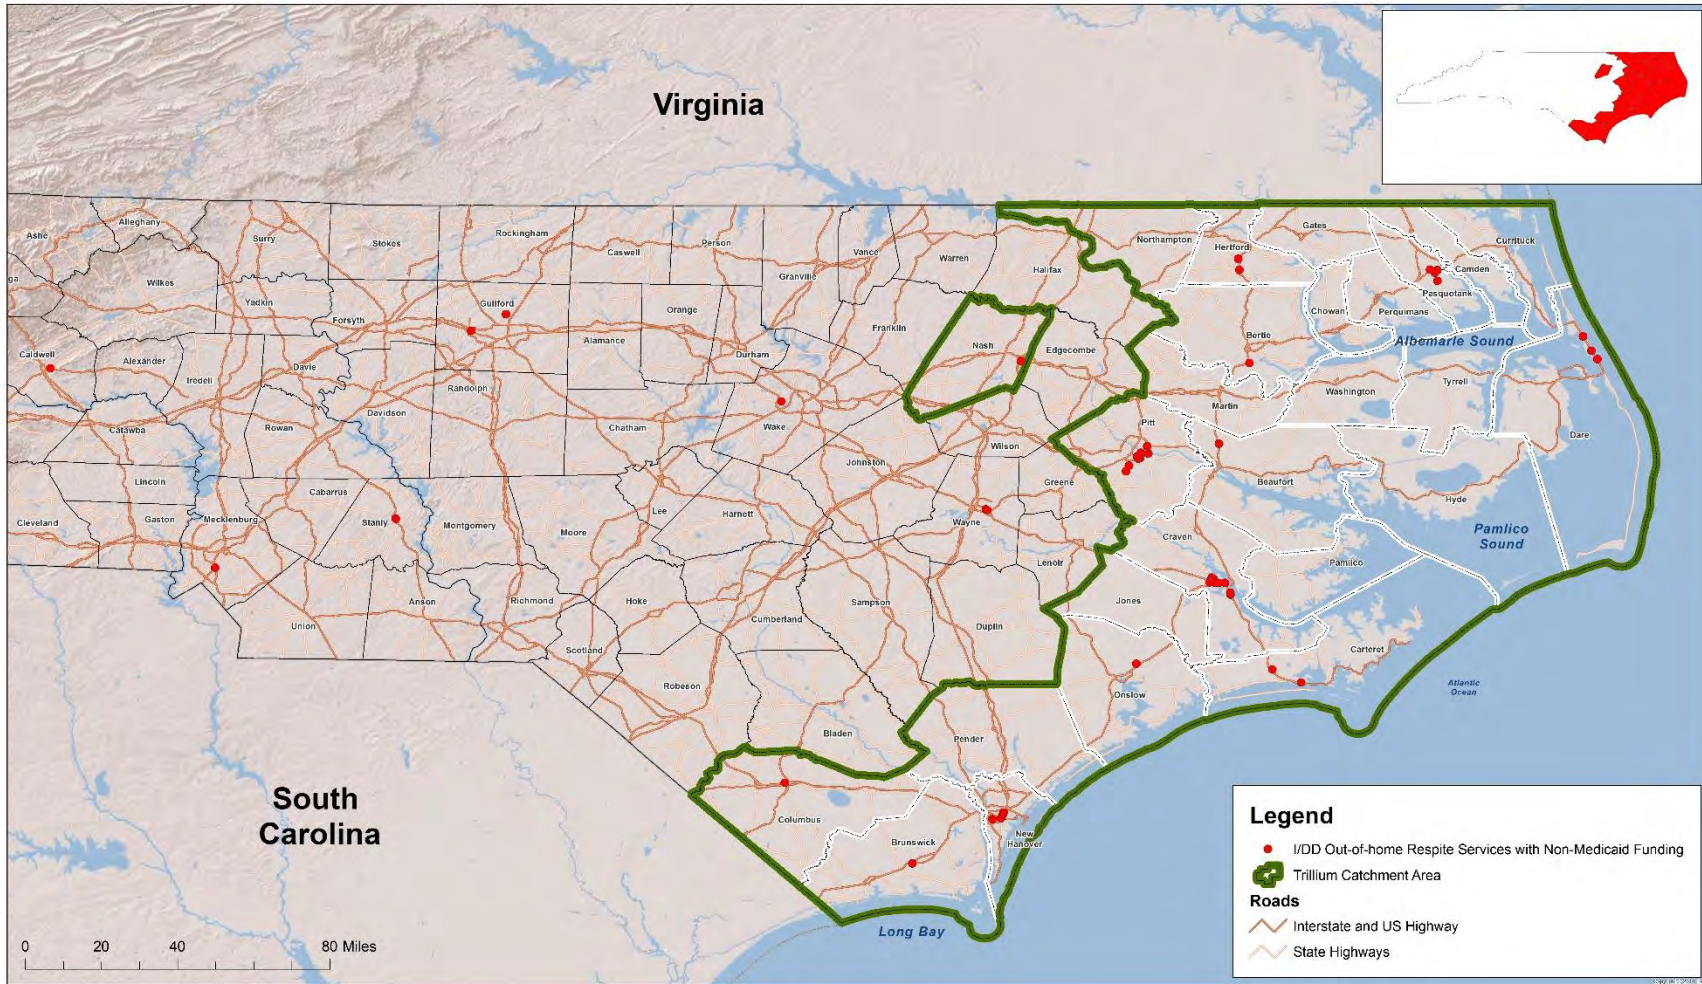 Virginia
Alleghany
Ashe
Surry
Stokes
Rockingham
Caswell
Person
Granville
Vance
Warren
Halifax
Northampton
Hertford
Gates
Currituck
Camden
Pasquotank
Perquimans
Chowan
Bertie
Albemarle Sound
ga
Wilkes
Yadkin
Forsyth
Guilford
Alamance
Orange
Durham
Franklin
Nash
Edgecombe
Martin
Washington
Tyrrell
Dare
Caldwell
Alexander
Iredell
Davie
Davidson
Randolph
Chatham
Wake
Wilson
Pitt
Beaufort
Hyde
Catawba
Rowan
Johnston
Greene
Lincoln
Cabarrus
Cleveland
Gaston
Mecklenburg
Stanly
Montgomery
Moore
Lee
Harnett
Wayne
Lenoir
Craven
Pamlico
Pamlico
Sound
Union
Anson
Richmond
Hoke
Scotland
Cumberland
Sampson
Duplin
Jones
Carteret
Onslow
Atlantic
Ocean
Robeson
Bladen
Pender
Columbus
Brunswick
New
Hanover
South
Carolina
Long Bay
0 20 40 80 Miles
Legend
I/DD Out-of-home Respite Services with Non-Medicaid Funding
Trillium Catchment Area
Roads
Interstate and US Highway
State Highways